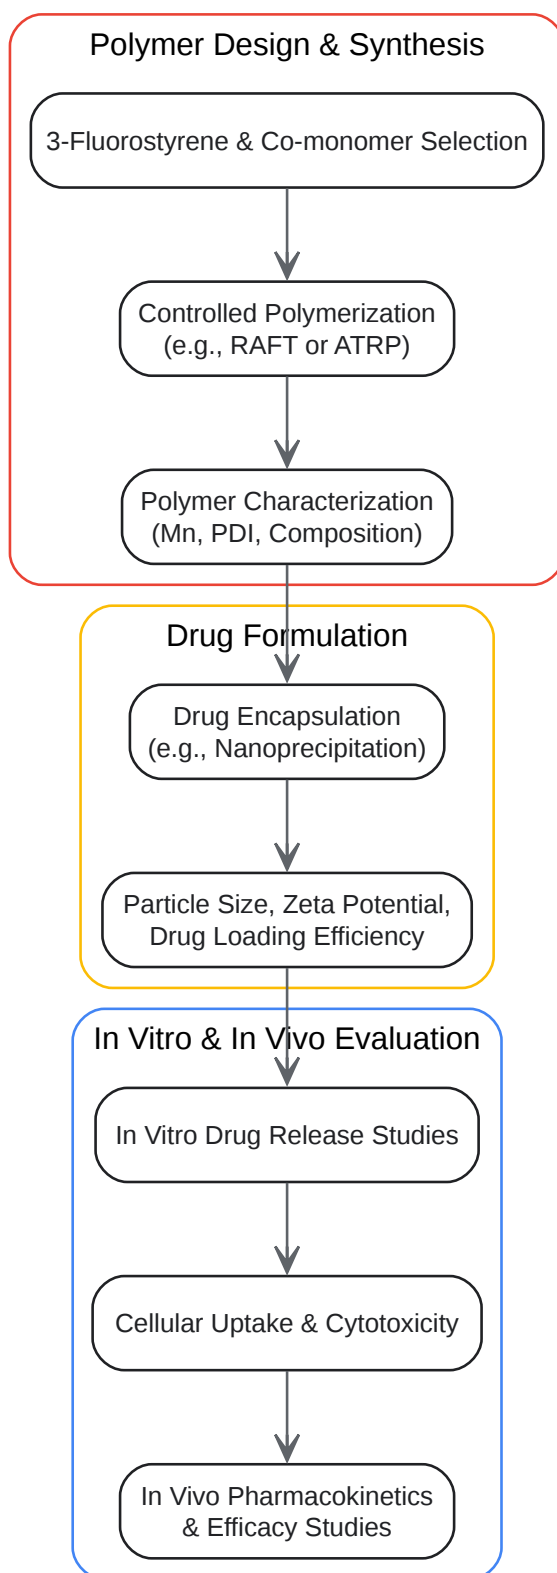 Polymer Design & Synthesis
3-Fluorostyrene & Co-monomer Selection
Controlled Polymerization
(e.g., RAFT or ATRP)
Polymer Characterization
(Mn, PDI, Composition)
Drug Formulation
Drug Encapsulation
(e.g., Nanoprecipitation)
Particle Size, Zeta Potential,
Drug Loading Efficiency
In Vitro & In Vivo Evaluation
In Vitro Drug Release Studies
Cellular Uptake & Cytotoxicity
In Vivo Pharmacokinetics
& Efficacy Studies